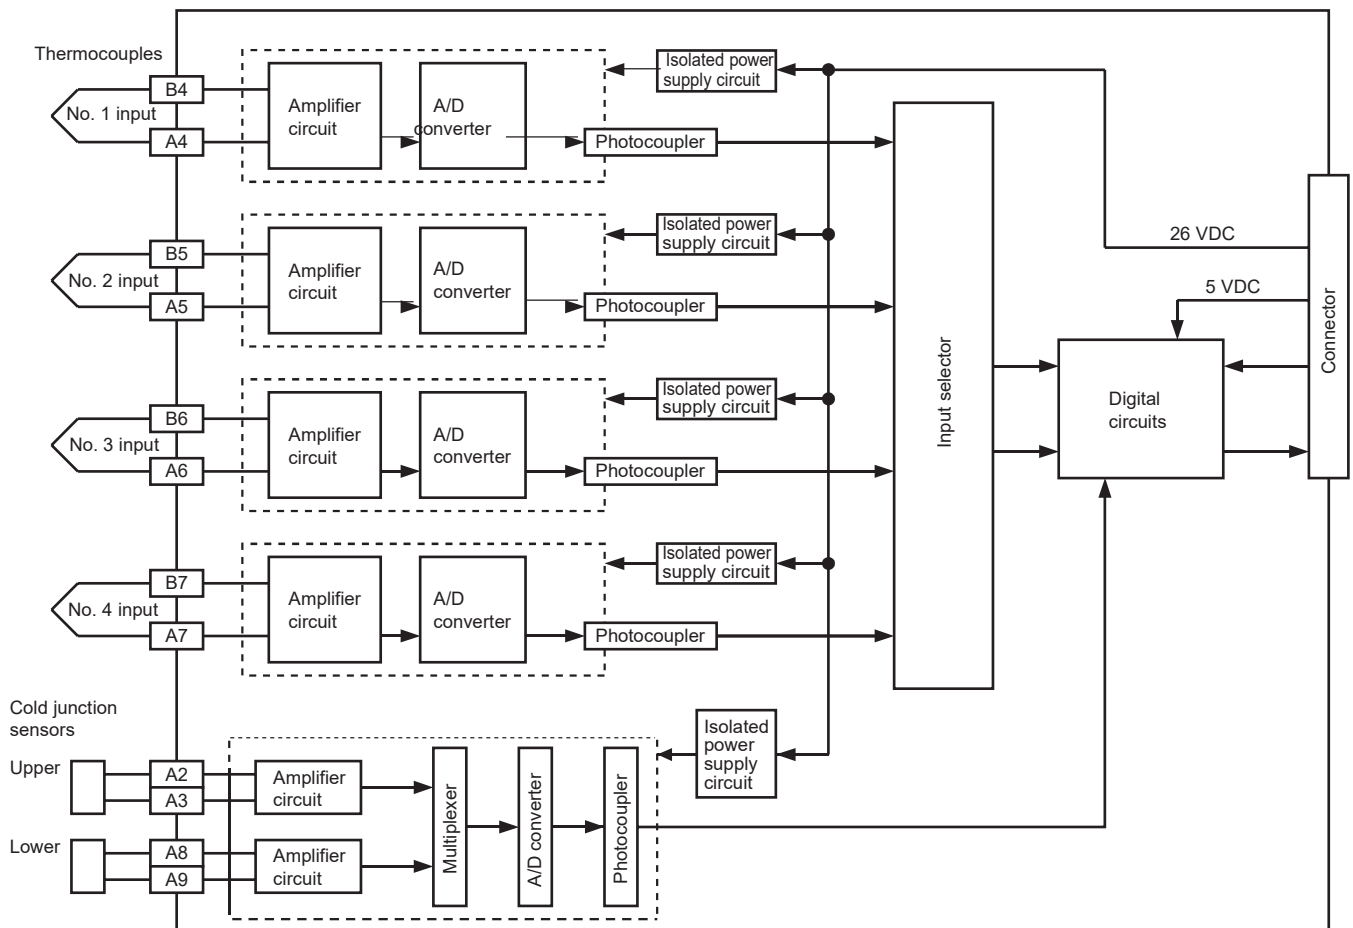 Thermocouples
B4
No. 1 input
A4
Amplifier
circuit
A/D
converter
Isolated power
supply circuit
Photocoupler
B5
No. 2 input
A5
Amplifier
circuit
A/D
converter
Isolated power
supply circuit
Photocoupler
B6
No. 3 input
A6
Amplifier
circuit
A/D
converter
Isolated power
supply circuit
Photocoupler
B7
No. 4 input
A7
Amplifier
circuit
A/D
converter
Isolated power
supply circuit
Photocoupler
Input selector
26 VDC
5 VDC
Digital
circuits
Connector
Cold junction
sensors
Upper
A2
A3
Amplifier
circuit
Lower
A8
A9
Amplifier
circuit
Multiplexer
A/D converter
Photocoupler
Isolated
power
supply
circuit